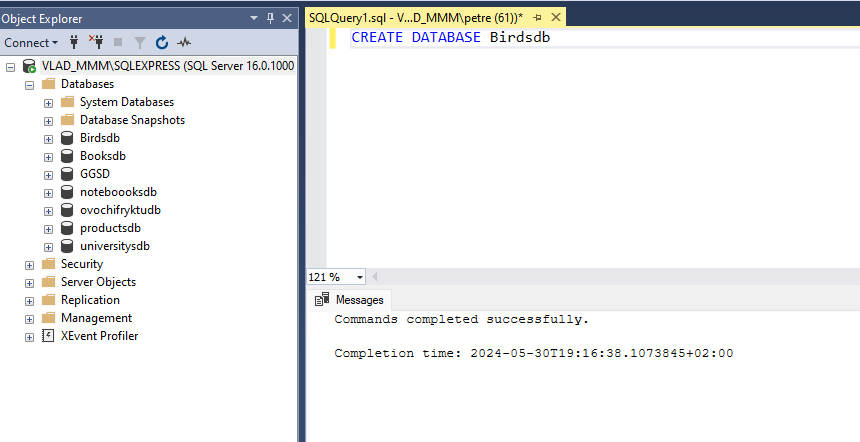 Object Explorer
Connect
VLAD_MMM\SQLEXPRESS (SQL Server 16.0.1000
Databases
System Databases
Database Snapshots
Birdsdb
Booksdb
GGSD
noteboooksdb
ovochifryktudb
productsdb
universitysdb
Security
Server Objects
Replication
Management
XEvent Profiler
SQLQuery1.sql - V...D_MMM\petre (61))*
CREATE DATABASE Birdsdb
121 %
Messages
Commands completed successfully.
Completion time: 2024-05-30T19:16:38.1073845+02:00